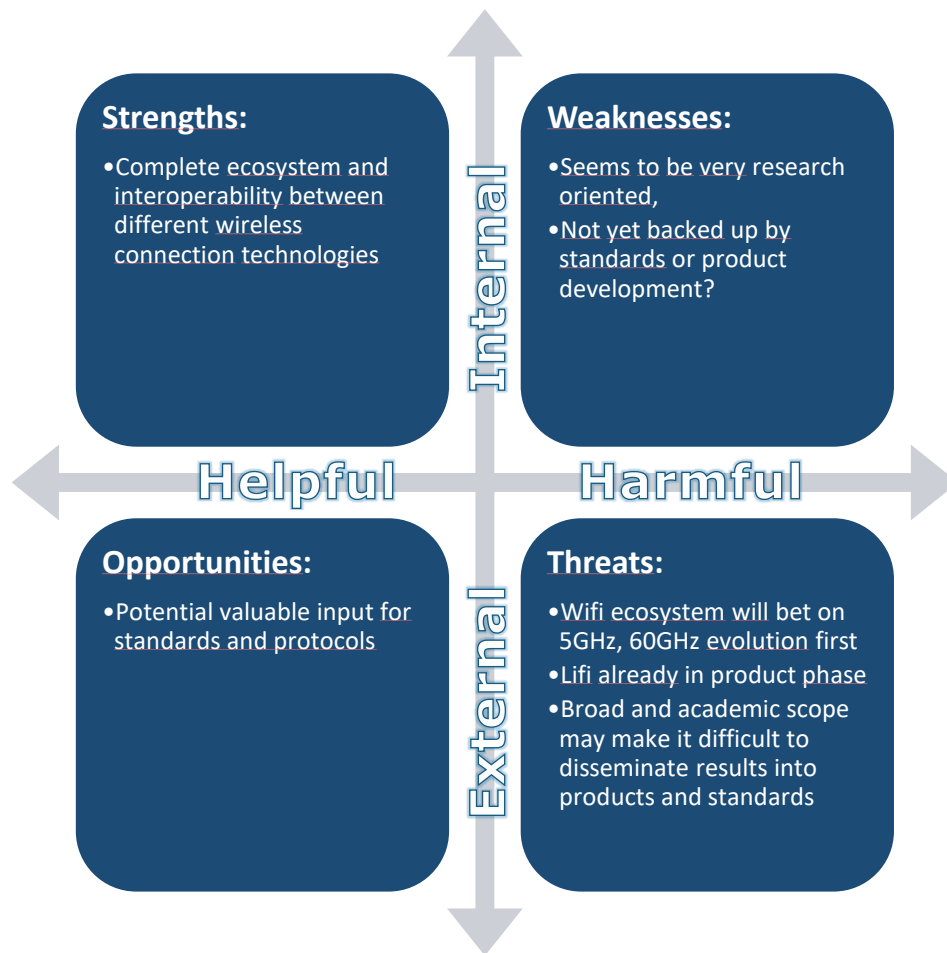 Strengths:
•Complete ecosystem and
interoperability between
different wireless
connection technologies
Internal
Weaknesses:
•Seems to be very research
oriented,
•Not yet backed up by
standards or product
development?
Helpful
Harmful
Opportunities:
•Potential valuable input for
standards and protocols
External
Threats:
•Wifi ecosystem will bet on
5GHz, 60GHz evolution first
•Lifi already in product phase
•Broad and academic scope
may make it difficult to
disseminate results into
products and standards